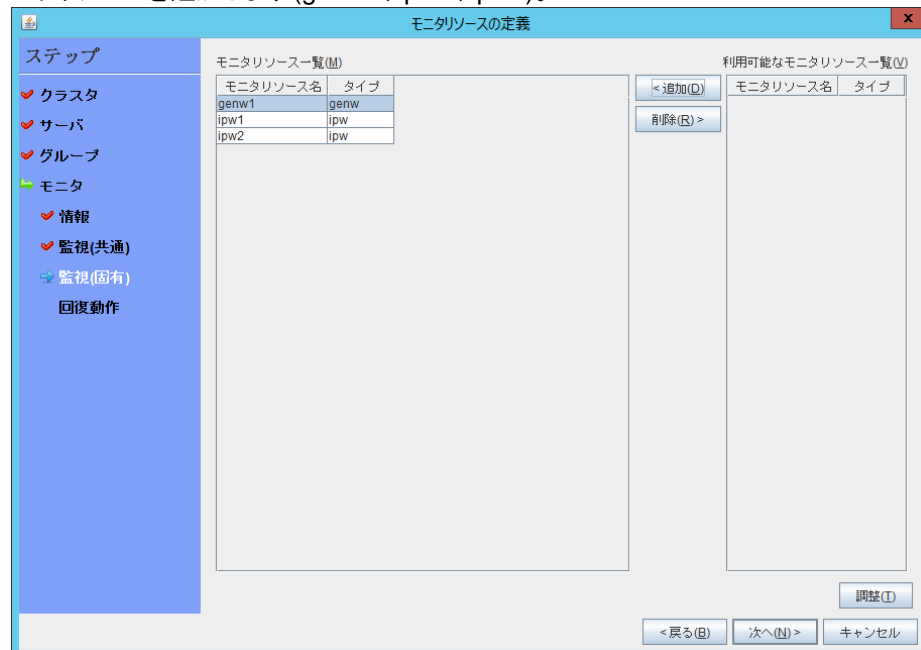 モニタリソースの定義
x
ステップ
クラスタ
サーバ
グループ
モニタ
情報
監視(共通)
監視(固有)
回復動作
モニタリソース一覧(M)
モニタリソース名 タイプ
genw1 genw
ipw1 ipw
ipw2 ipw
<追加(D)
削除(R) >
利用可能なモニタリソース一覧(V)
モニタリソース名 タイプ
調整(T)
<戻る(B) 次へ(N) > キャンセル